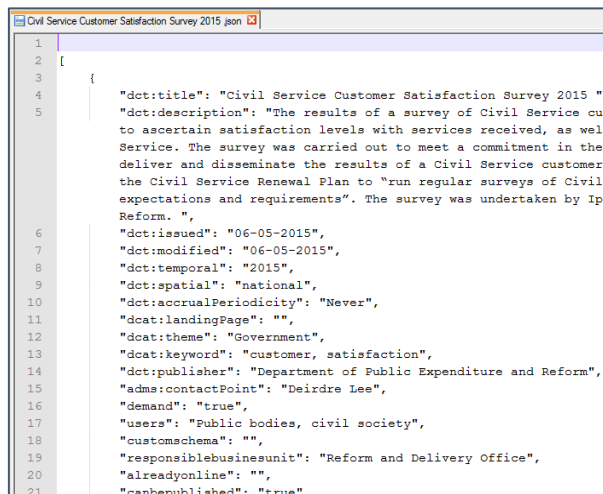 Civil Service Customer Satisfaction Survey 2015 .json
1
2 [
3 {
4 "dct:title": "Civil Service Customer Satisfaction Survey 2015 "
5 "dct:description": "The results of a survey of Civil Service cu
to ascertain satisfaction levels with services received, as wel
Service. The survey was carried out to meet a commitment in the
deliver and disseminate the results of a Civil Service customer
the Civil Service Renewal Plan to “run regular surveys of Civil
expectations and requirements”. The survey was undertaken by Ip
Reform. ",
6 "dct:issued": "06-05-2015",
7 "dct:modified": "06-05-2015",
8 "dct:temporal": "2015",
9 "dct:spatial": "national",
10 "dct:accrualPeriodicity": "Never",
11 "dcat:landingPage": "",
12 "dcat:theme": "Government",
13 "dcat:keyword": "customer, satisfaction",
14 "dct:publisher": "Department of Public Expenditure and Reform",
15 "adms:contactPoint": "Deirdre Lee",
16 "demand": "true",
17 "users": "Public bodies, civil society",
18 "customschema": "",
19 "responsiblebusinesunit": "Reform and Delivery Office",
20 "alreadyonline": "",
21 "canbepublished": "true"